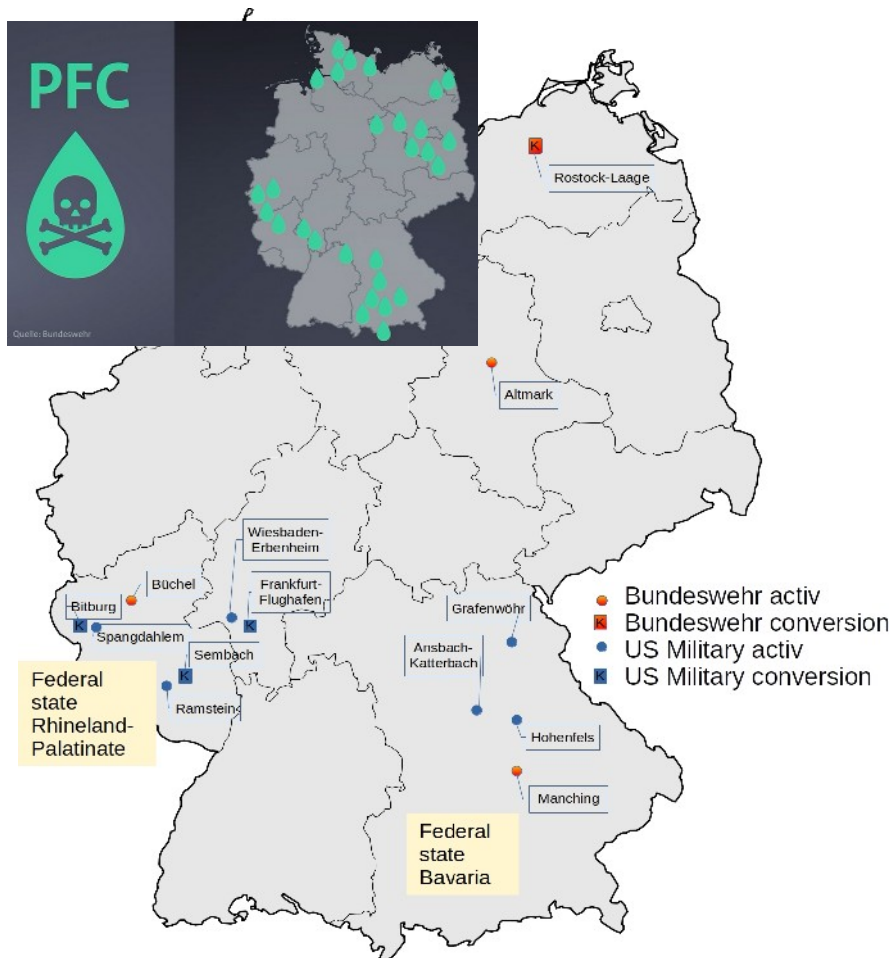 PFC
Quelle: Bundeswehr
K
Rostock-Laage
Altmark
Wiesbaden-
Erbenheim
Büchel
Frankfurt-
Flughafen
Bitburg
K
K
Spangdahlem
Sembach
K
Ramstein
Federal
state
Rhineland-
Palatinate
Grafenwöhr
Ansbach-
Katterbach
Hohenfels
Manching
Federal
state
Bavaria
Bundeswehr activ
K Bundeswehr conversion
US Military activ
K US Military conversion